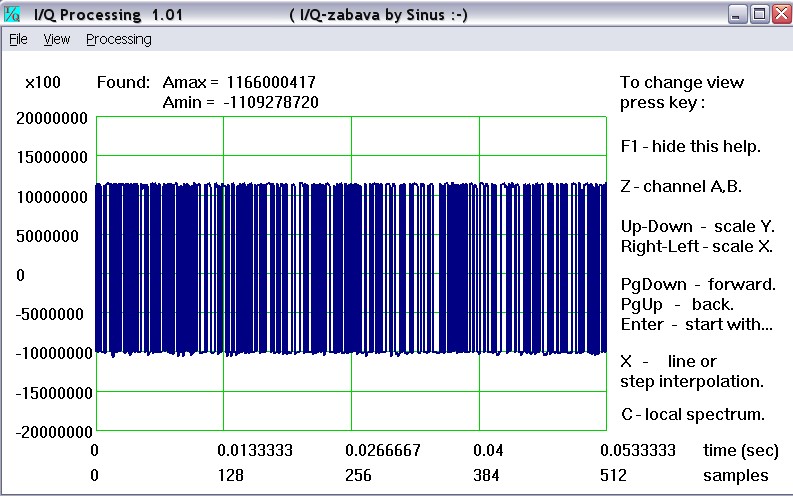 I/Q Processing 1.01 ( I/Q-zabava by Sinus :-)
File View Processing
x100 Found: Amax = 1166000417
Amin = -1109278720
To change view
press key :
F1 - hide this help.
Z - channel A,B.
Up-Down - scale Y.
Right-Left - scale X.
PgDown - forward.
PgUp - back.
Enter - start with...
X - line or
step interpolation.
C - local spectrum.
20000000
15000000
10000000
5000000
0
-5000000
-10000000
-15000000
-20000000
0 0.0133333 0.0266667 0.04 0.0533333 time (sec)
0 128 256 384 512 samples